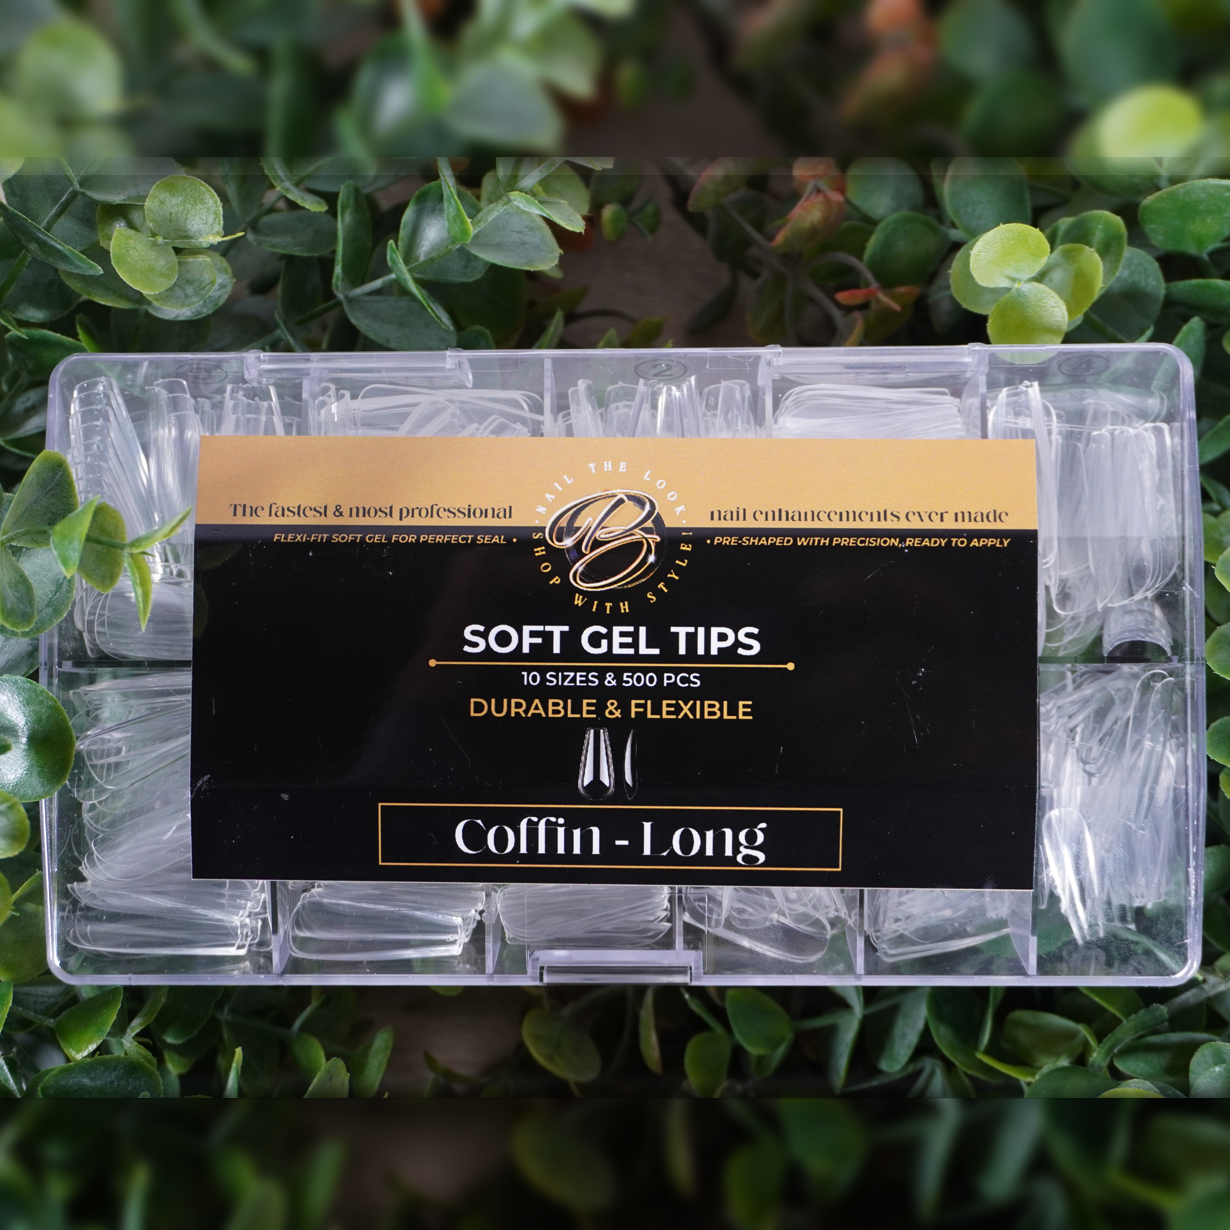 NAIL THE LOOK
The fastest & most professional
nail enhancements ever made
FLEXI-FIT SOFT GEL FOR PERFECT SEAL •
• PRE-SHAPED WITH PRECISION, READY TO APPLY
B
SHOP WITH STYLE!
SOFT GEL TIPS
10 SIZES & 500 PCS
DURABLE & FLEXIBLE
Coffin - Long